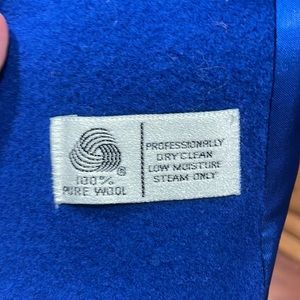 100%
PURE WOOL
®
PROFESSIONALLY
DRY CLEAN
LOW MOISTURE
STEAM ONLY